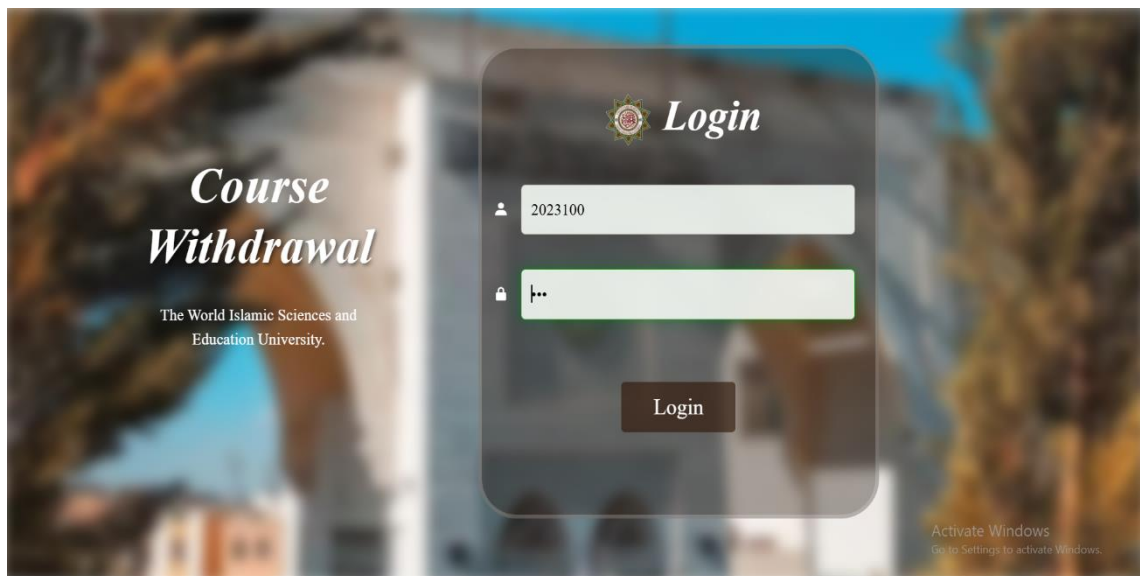 Course
Withdrawal
The World Islamic Sciences and
Education University.
Login
2023100
•••
Login
Activate Windows
Go to Settings to activate Windows.